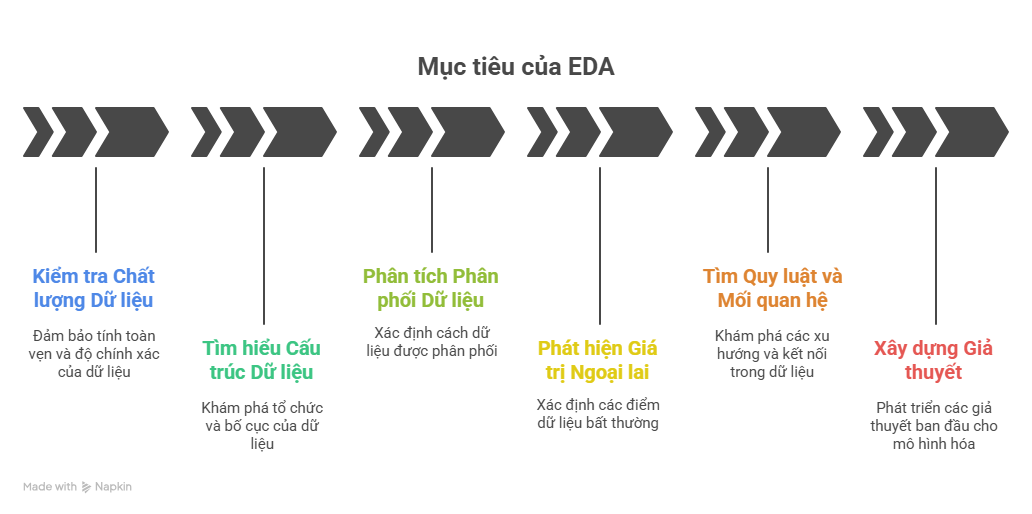 Mục tiêu của EDA
Kiểm tra Chất
lượng Dữ liệu
Đảm bảo tính toàn
vẹn và độ chính xác
của dữ liệu
Tìm hiểu Cấu
trúc Dữ liệu
Khám phá tổ chức
và bố cục của dữ
liệu
Phân tích Phân
phối Dữ liệu
Xác định cách dữ
liệu được phân phối
Phát hiện Giá
trị Ngoại lai
Xác định các điểm
dữ liệu bất thường
Tìm Quy luật và
Mối quan hệ
Khám phá các xu
hướng và kết nối
trong dữ liệu
Xây dựng Giả
thuyết
Phát triển các giả
thuyết ban đầu cho
mô hình hóa
Made with Napkin